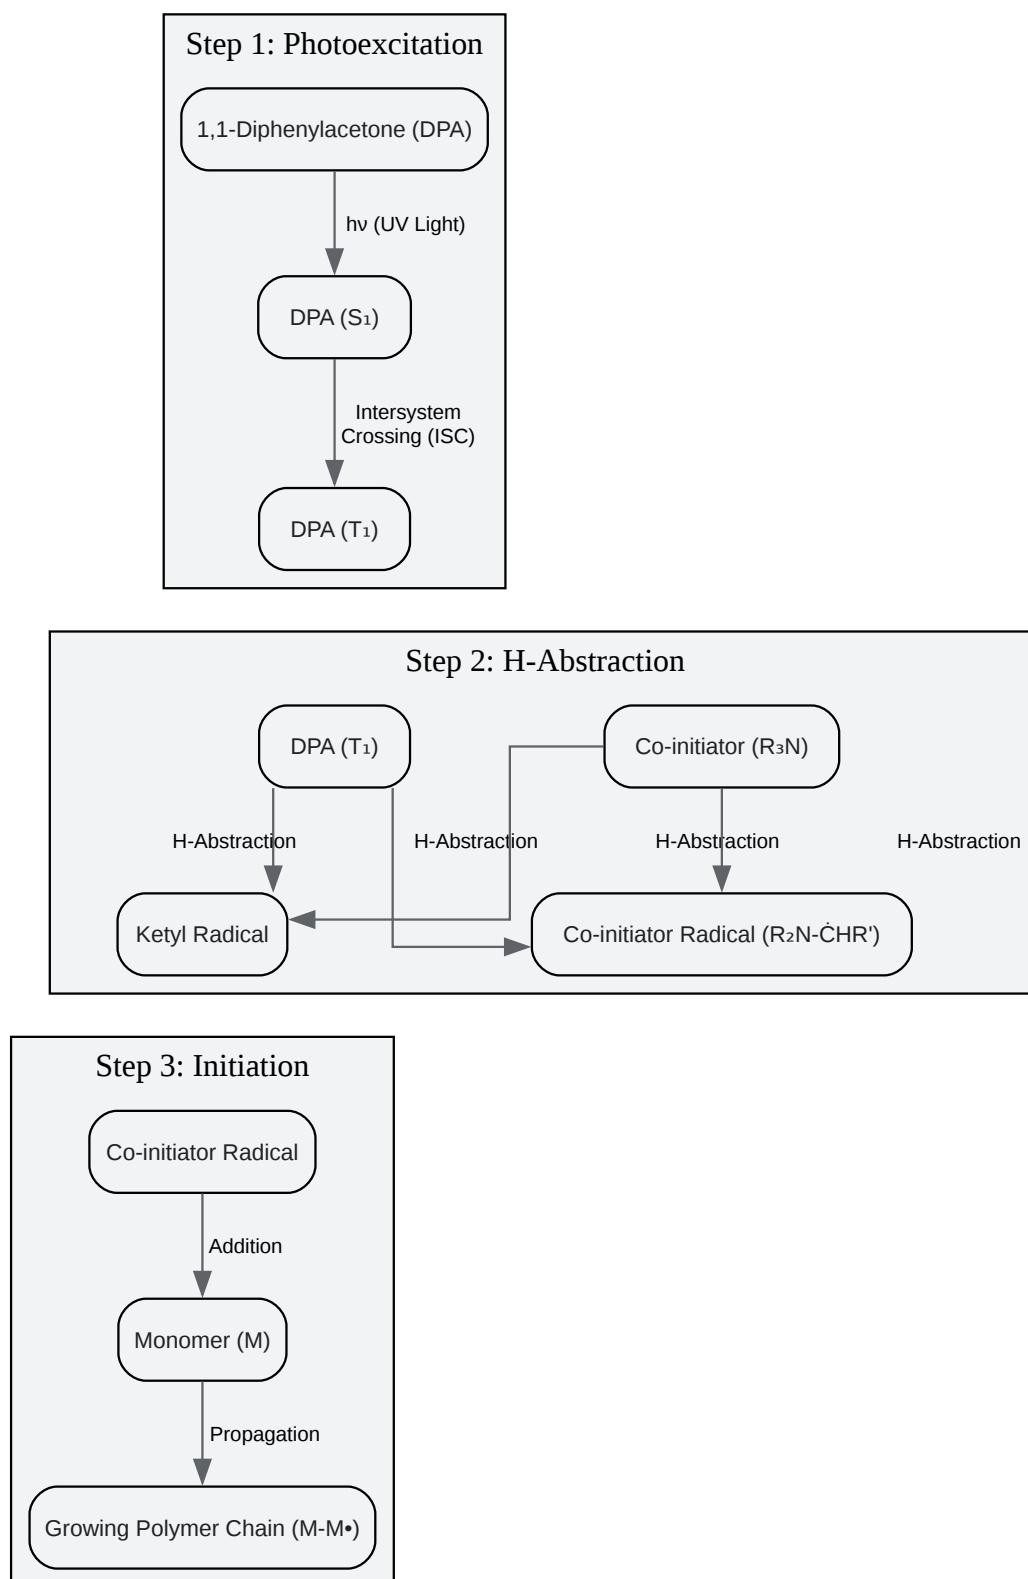 Step 1: Photoexcitation
1,1-Diphenylacetone (DPA)
hν (UV Light)
DPA (S₁)
Intersystem
Crossing (ISC)
DPA (T₁)
Step 2: H-Abstraction
DPA (T₁)
Co-initiator (R₃N)
H-Abstraction
H-Abstraction
H-Abstraction
H-Abstraction
Ketyl Radical
Co-initiator Radical (R₂N-ĊHR')
Step 3: Initiation
Co-initiator Radical
Addition
Monomer (M)
Propagation
Growing Polymer Chain (M-M•)